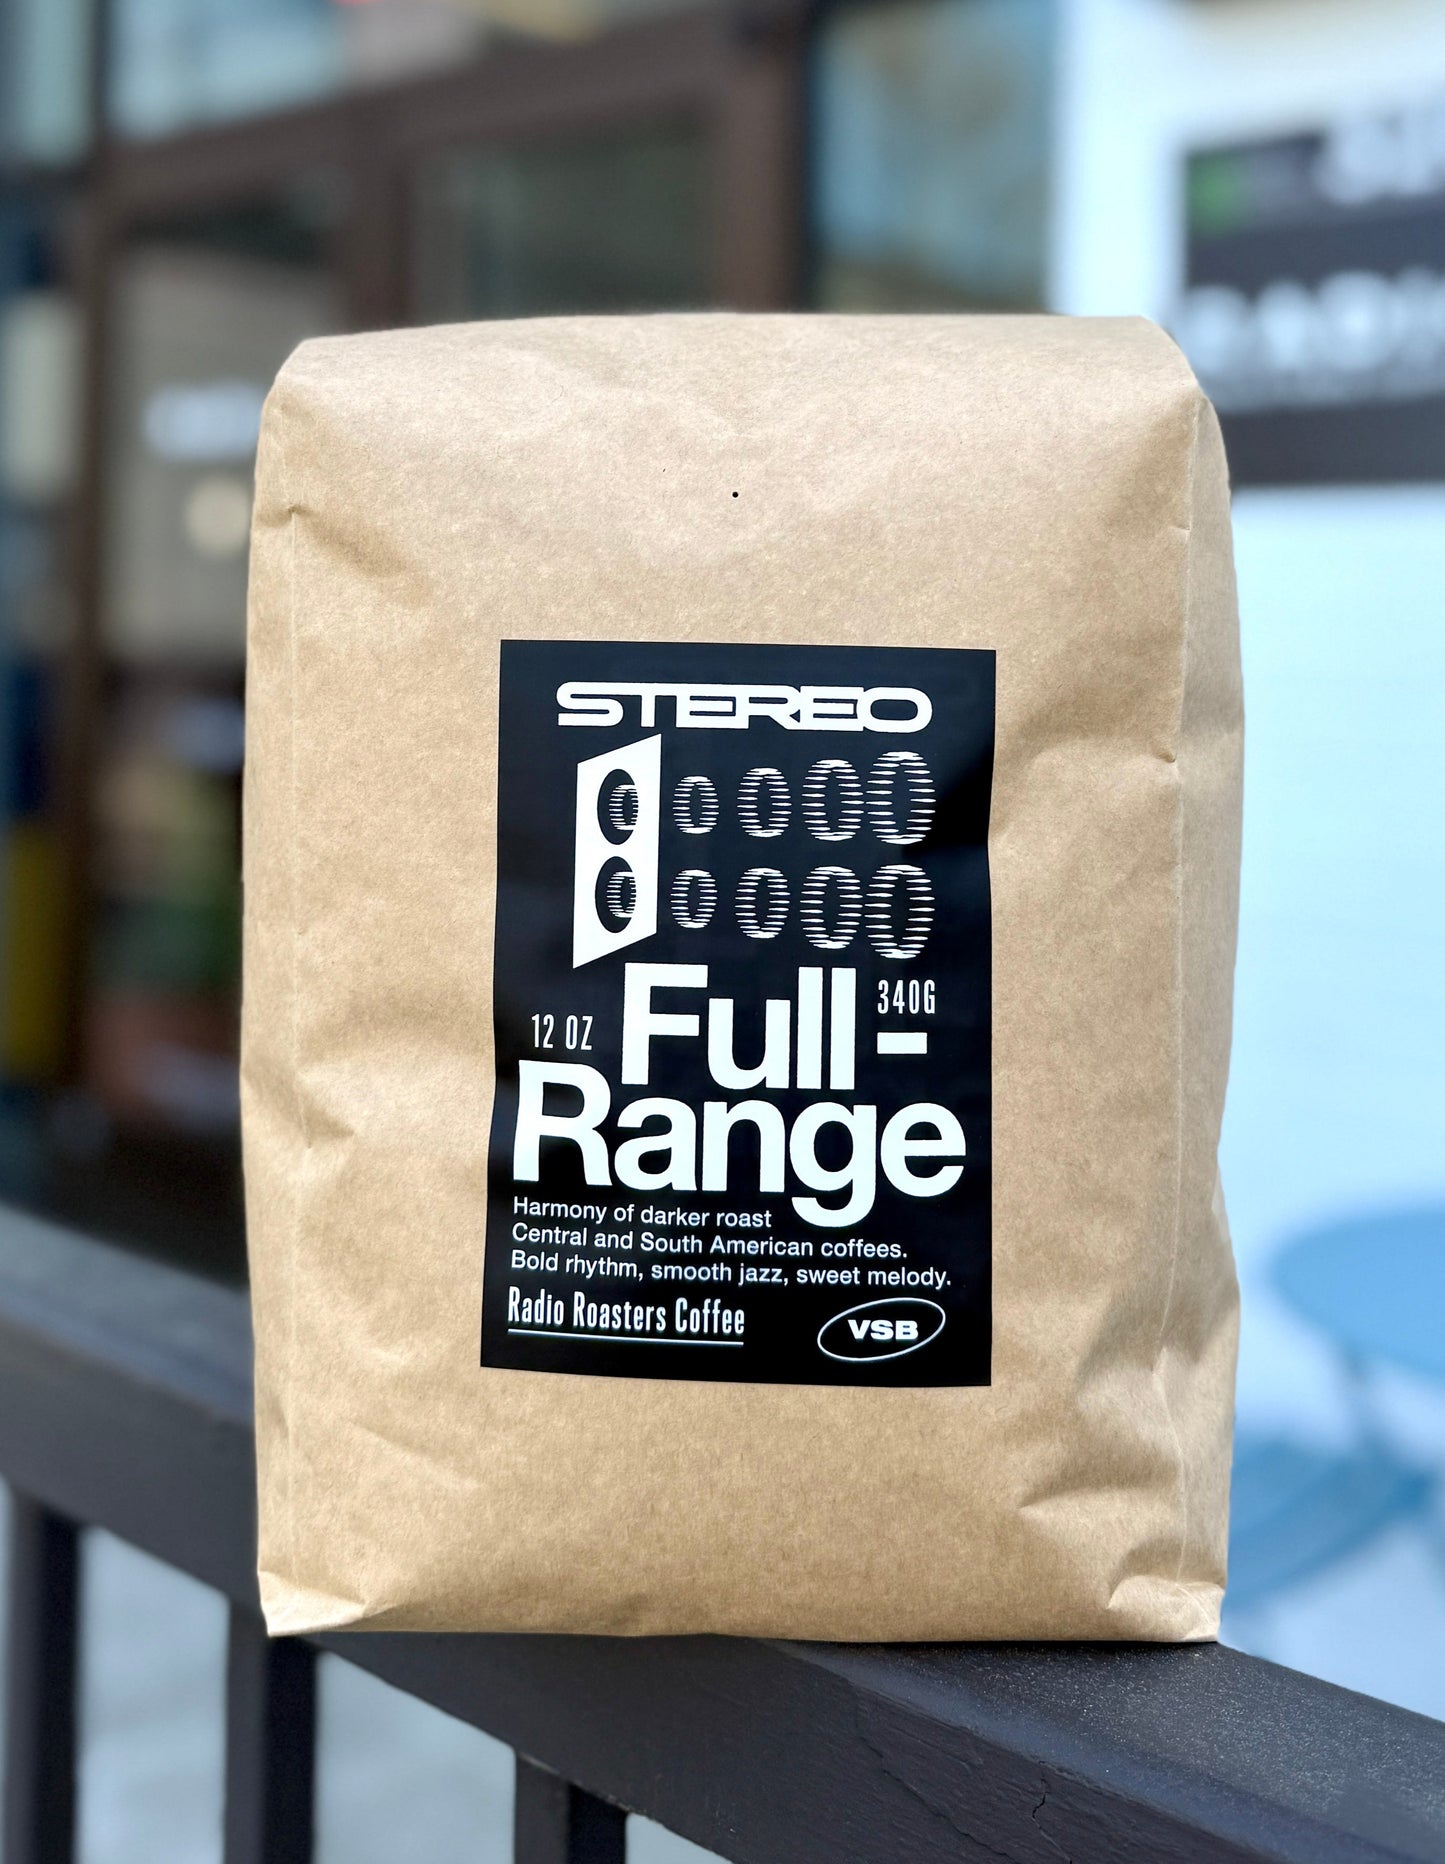 STEREO
340G
12 OZ
Full-
Range
Harmony of darker roast
Central and South American coffees.
Bold rhythm, smooth jazz, sweet melody.
Radio Roasters Coffee
VSB